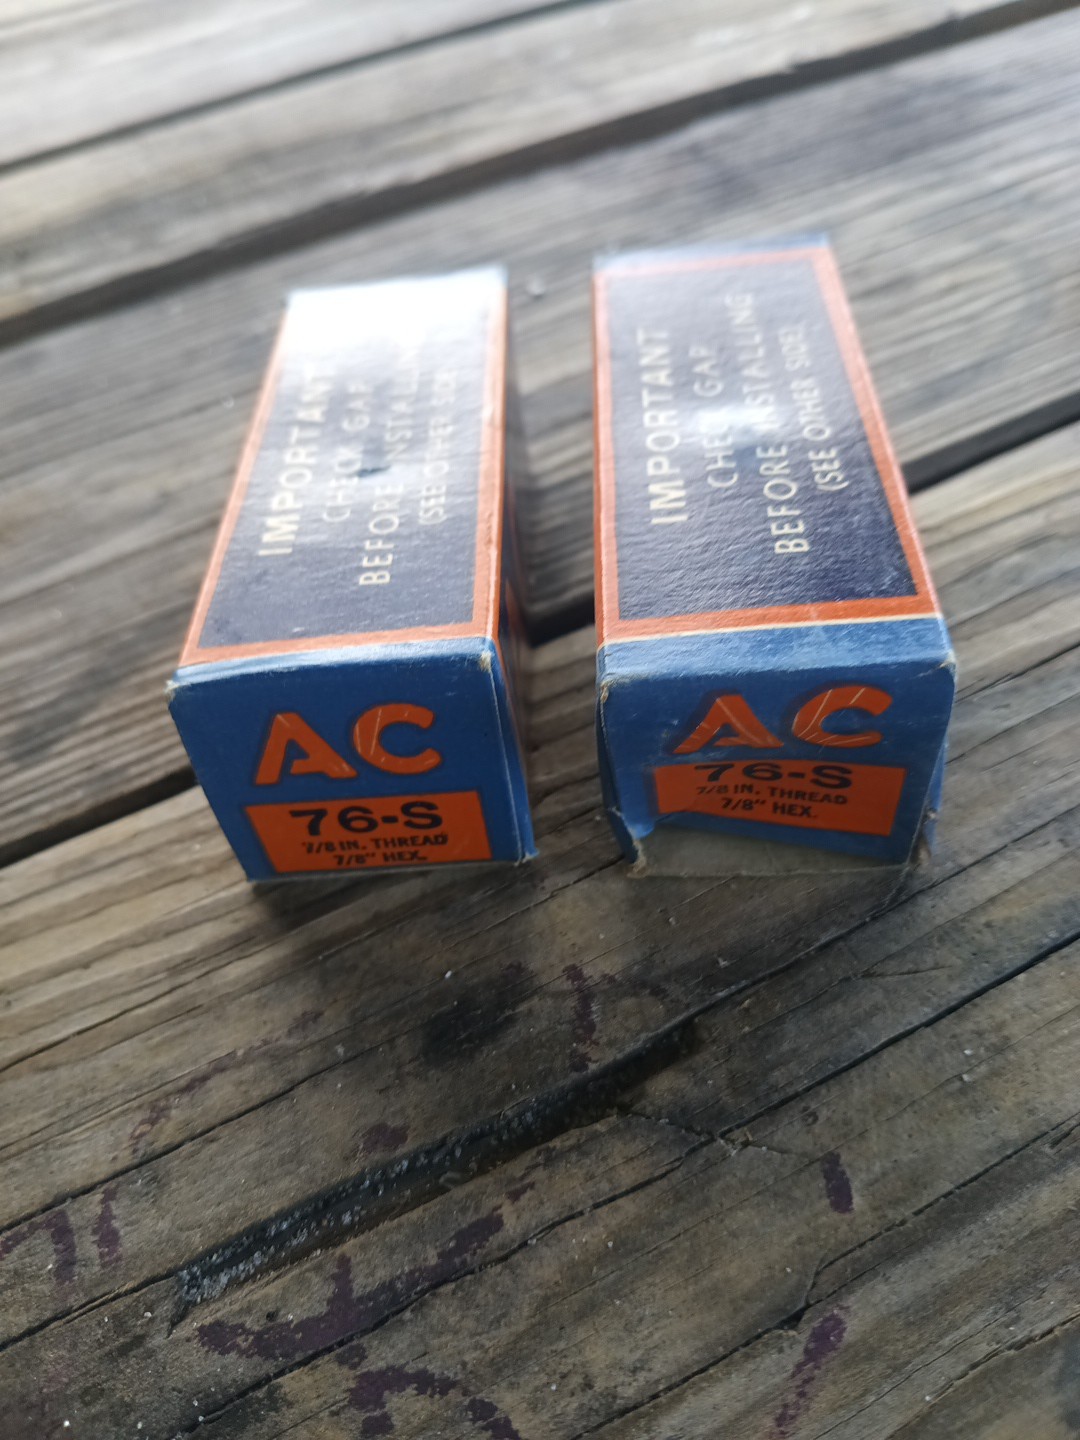 IMPORTANT
CHECK GAP
BEFORE INSTALLING
(SEE OTHER SIDE)
AC
76-S
7/8 IN. THREAD
7/8" HEX.
IMPORTANT
CHECK GAP
BEFORE INSTALLING
(SEE OTHER SIDE)
AC
76-S
7/8 IN. THREAD
7/8" HEX.